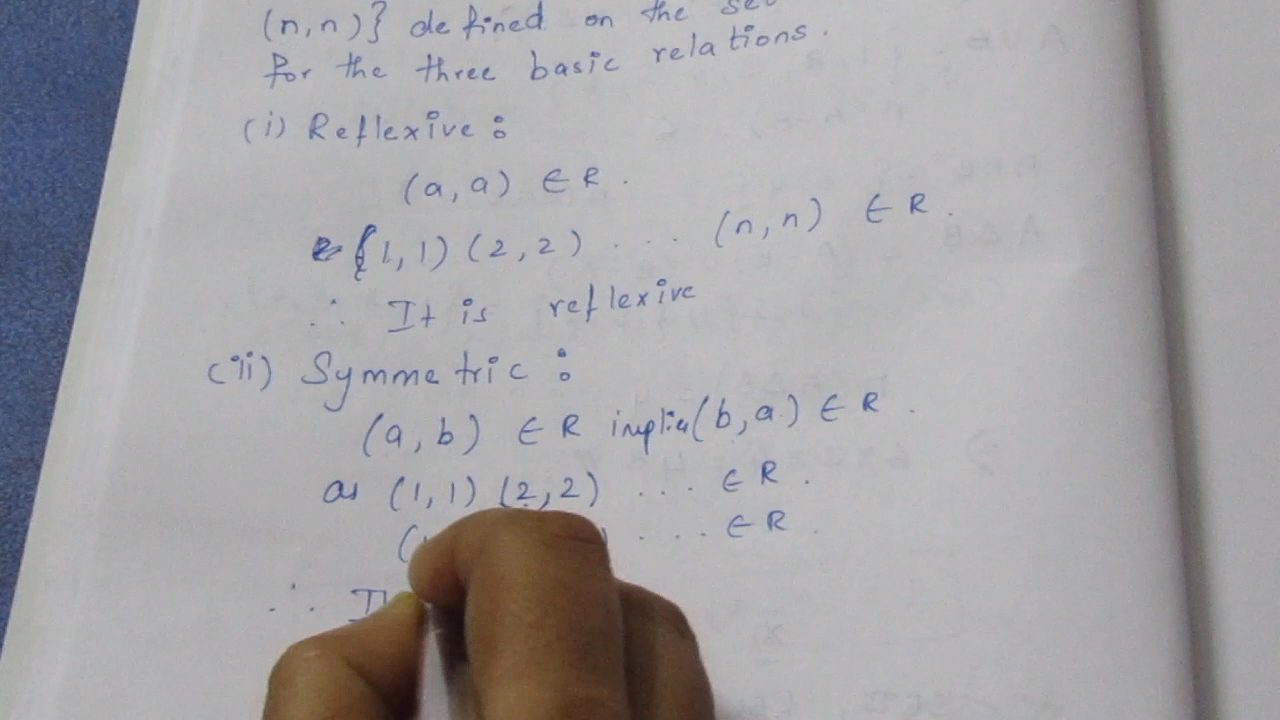 (n,n)} defined on the set
for the three basic relations.
(i) Reflexive :
(a,a) ∈ R.
{1,1) (2,2) .... (n,n) ∈ R.
∴ It is reflexive
(ii) Symmetric :
(a,b) ∈ R implies (b,a) ∈ R.
as (1,1) (2,2) .... ∈ R.
.... ∈ R.
∴